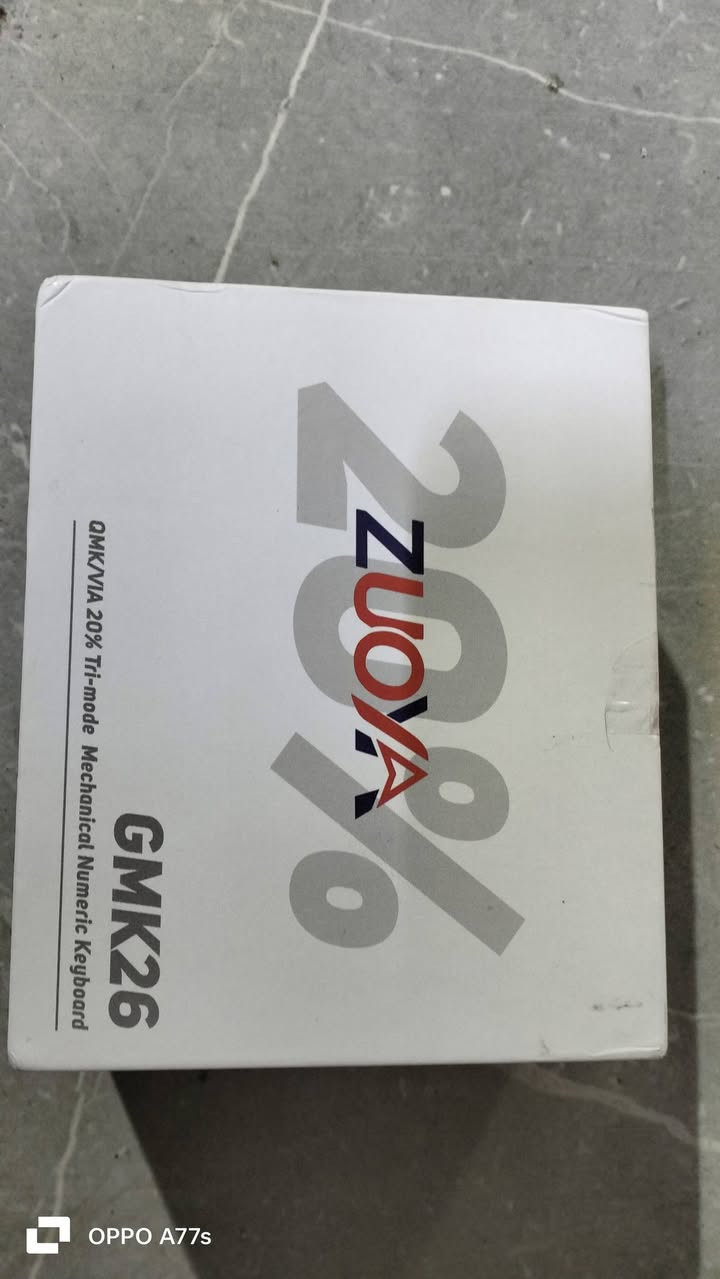 20%
ZUOYA
GMK26
QMK/VIA 20% Tri-mode Mechanical Numeric Keyboard
OPPO A77s